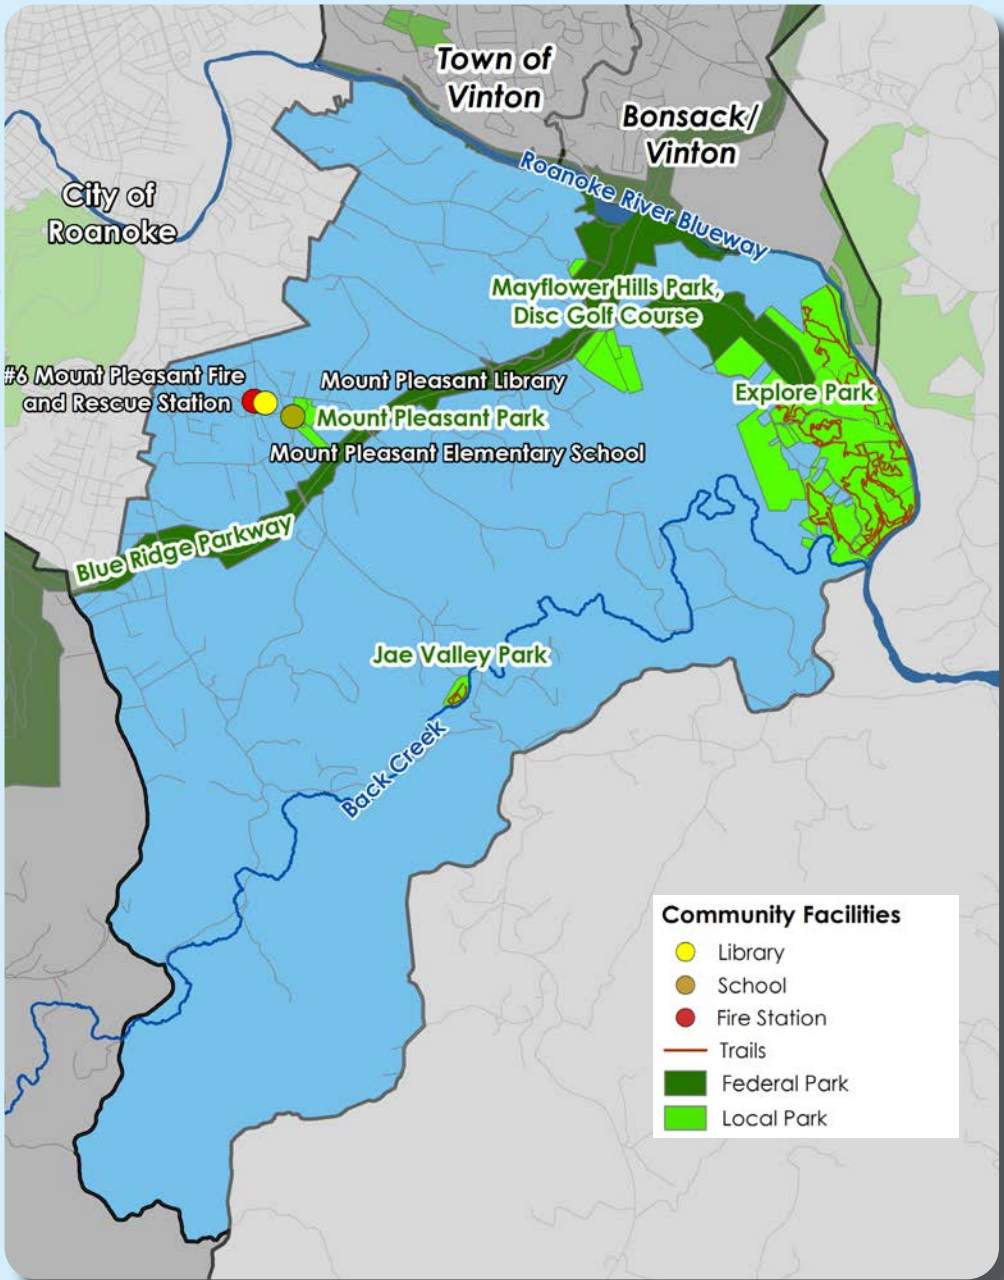 Town of
Vinton
Bonsack/
Vinton
Roanoke River Blueway
City of
Roanoke
Mayflower Hills Park,
Disc Golf Course
#6 Mount Pleasant Fire
and Rescue Station
Mount Pleasant Library
Explore Park
Mount Pleasant Park
Mount Pleasant Elementary School
Blue Ridge Parkway
Jae Valley Park
Back Creek
Community Facilities
Library
School
Fire Station
Trails
Federal Park
Local Park